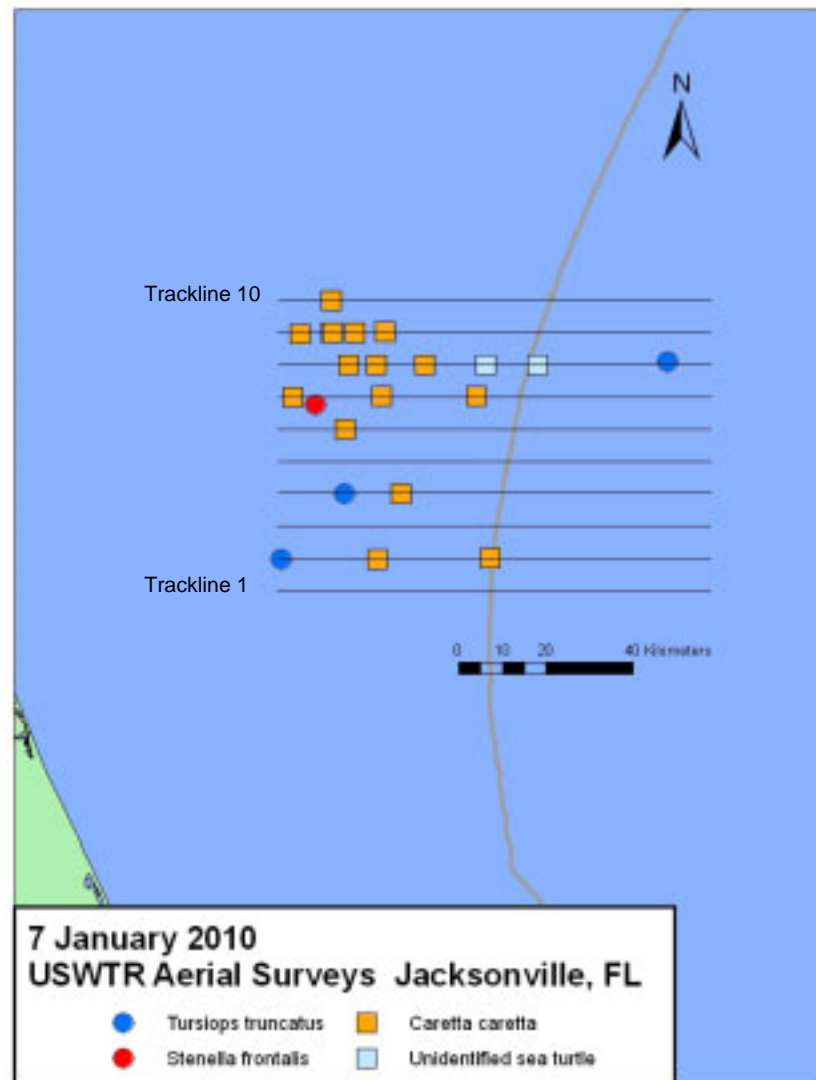 N
Trackline 10
Trackline 1
0 10 20 40 Kilometers
7 January 2010
USWTR Aerial Surveys Jacksonville, FL
Tursiops truncatus Caretta caretta
Stenella frontalis Unidentified sea turtle